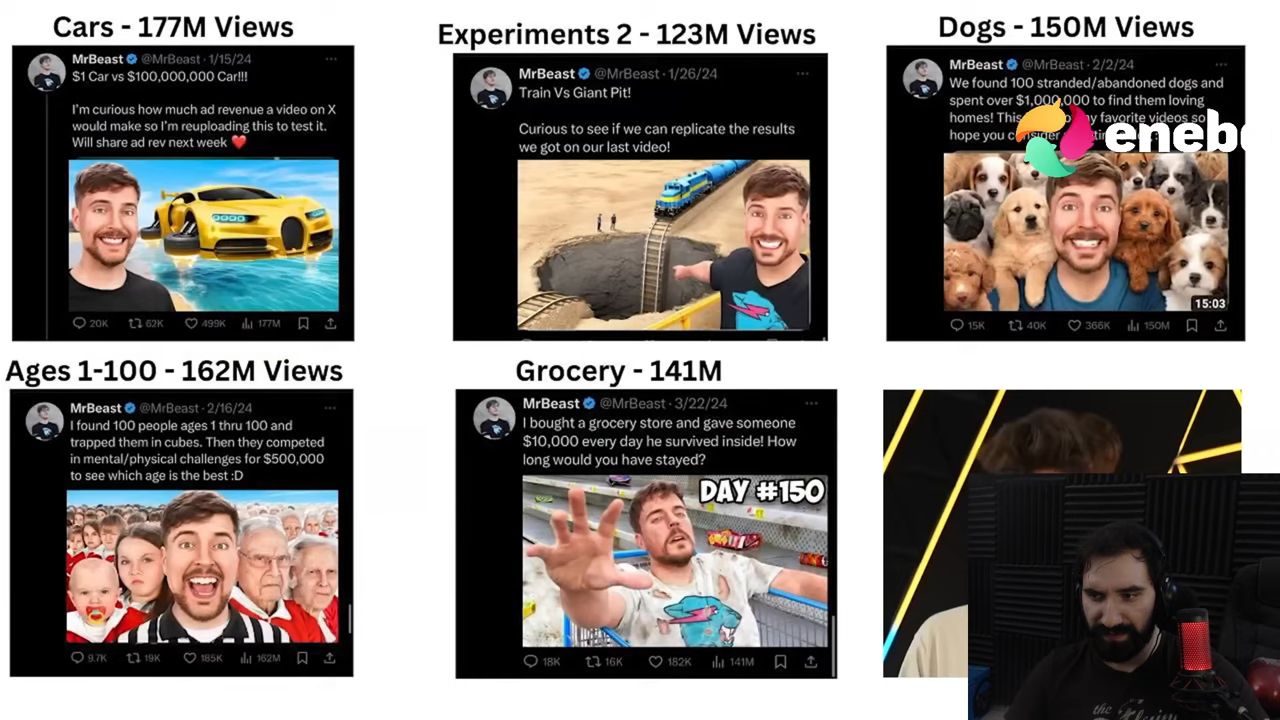 Cars - 177M Views
MrBeast @MrBeast · 1/15/24
$1 Car vs $100,000,000 Car!!!
I'm curious how much ad revenue a video on X
would make so I'm reuploading this to test it.
Will share ad rev next week ❤️
20K 62K 499K 177M
Experiments 2 - 123M Views
MrBeast @MrBeast · 1/26/24
Train Vs Giant Pit!
Curious to see if we can replicate the results
we got on our last video!
Dogs - 150M Views
MrBeast @MrBeast · 2/2/24
We found 100 stranded/abandoned dogs and
spent over $1,000,000 to find them loving
homes! This my favorite videos so
hope you
eneb
15:03
15K 40K 366K 150M
Ages 1-100 - 162M Views
MrBeast @MrBeast · 2/16/24
I found 100 people ages 1 thru 100 and
trapped them in cubes. Then they competed
in mental/physical challenges for $500,000
to see which age is the best :D
9.7K 19K 185K 162M
Grocery - 141M
MrBeast @MrBeast · 3/22/24
I bought a grocery store and gave someone
$10,000 every day he survived inside! How
long would you have stayed?
DAY #150
18K 16K 182K 141M
the